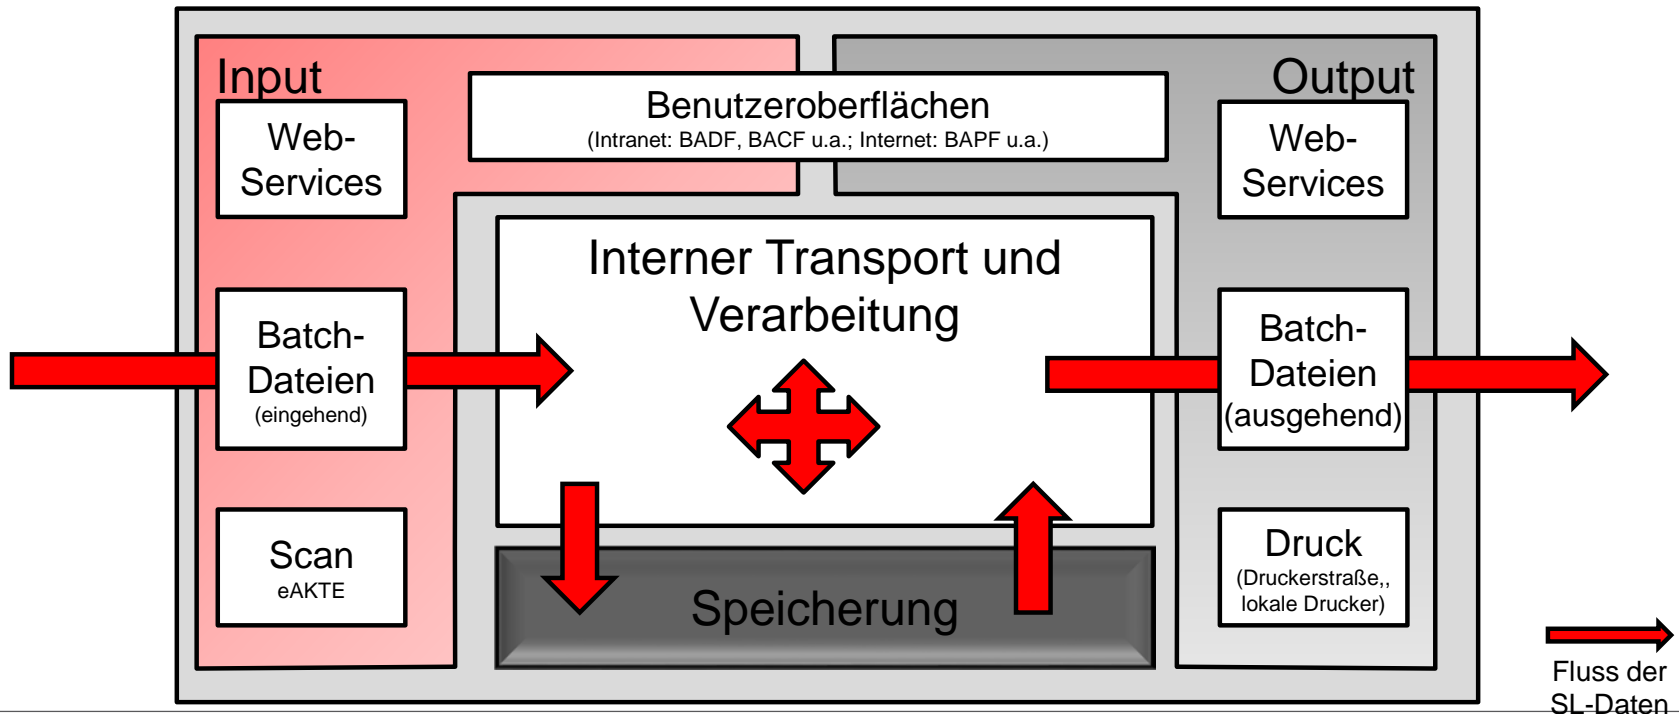 Input
Output
Benutzeroberflächen
(Intranet: BADF, BACF u.a.; Internet: BAPF u.a.)
Web-
Services
Web-
Services
Interner Transport und
Verarbeitung
Batch-
Dateien
(eingehend)
Batch-
Dateien
(ausgehend)
Scan
eAKTE
Speicherung
Druck
(Druckerstraße,,
lokale Drucker)
Fluss der
SL-Daten